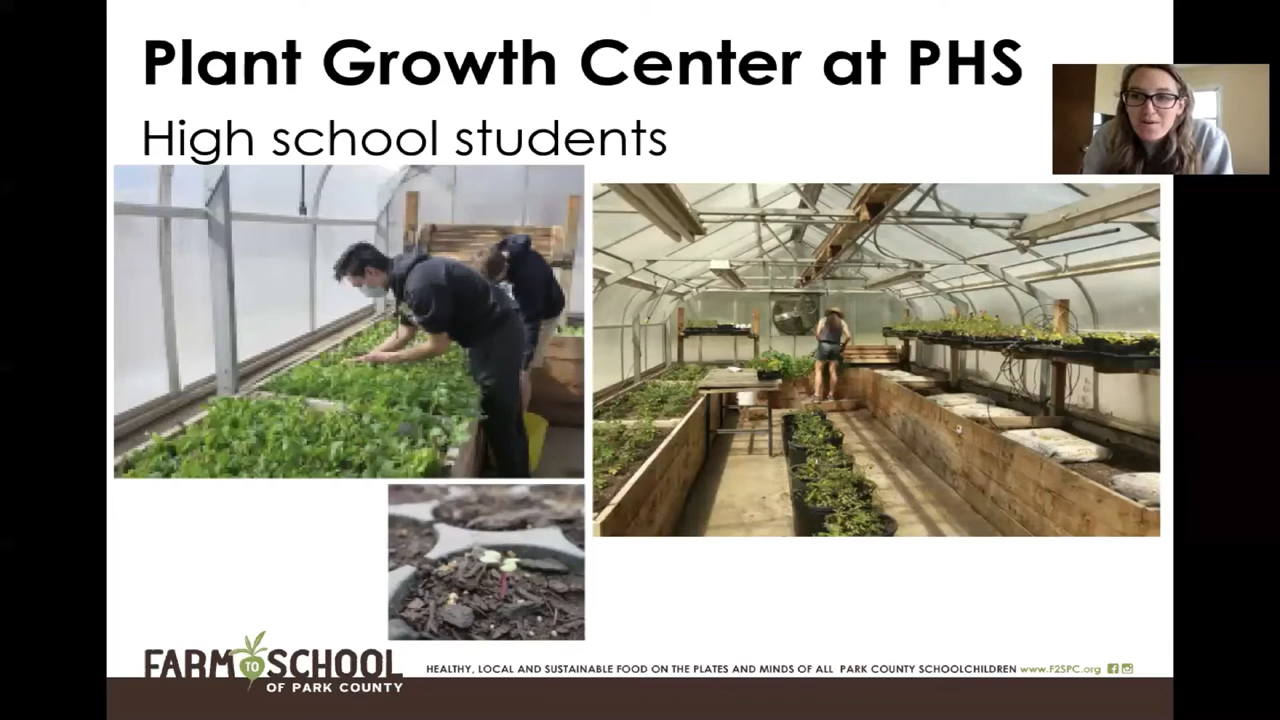 Plant Growth Center at PHS
High school students
FARM TO SCHOOL
OF PARK COUNTY
HEALTHY, LOCAL AND SUSTAINABLE FOOD ON THE PLATES AND MINDS OF ALL PARK COUNTY SCHOOLCHILDREN www.F2SPC.org